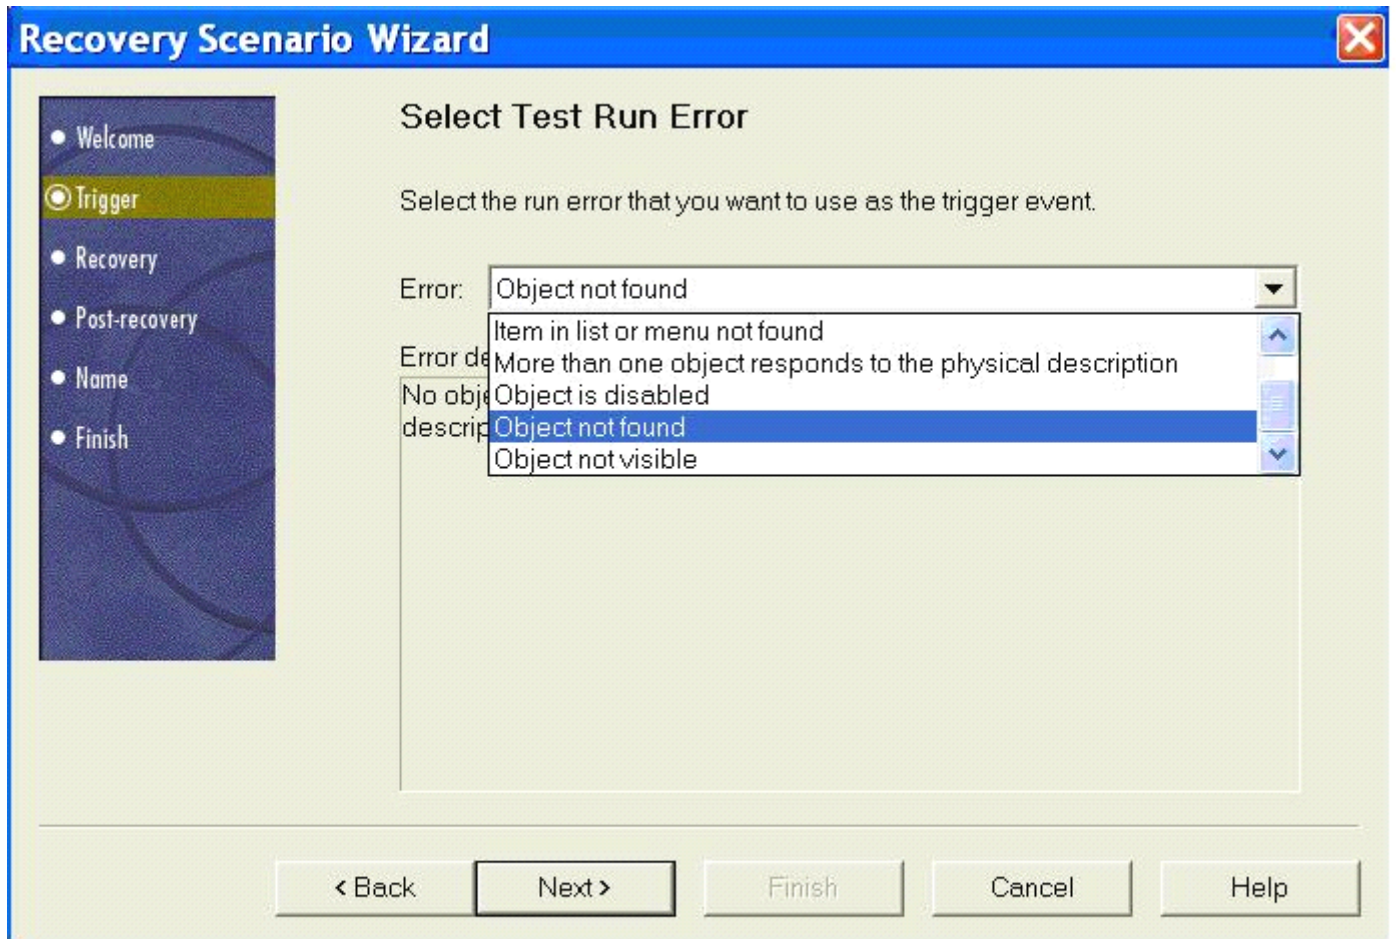 Recovery Scenario Wizard
Welcome
Trigger
Recovery
Post-recovery
Name
Finish
Select Test Run Error
Select the run error that you want to use as the trigger event.
Error: Object not found
Item in list or menu not found
More than one object responds to the physical description
Object is disabled
Object not found
Object not visible
Error
No
< Back
Next >
Finish
Cancel
Help